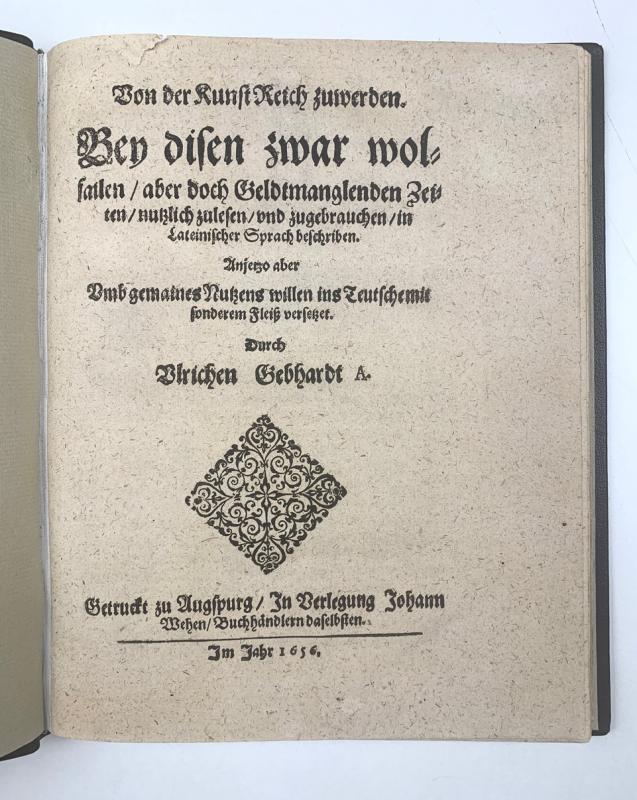 Von der Kunst Reich zuwerden.
Bey disen zwar wol-
failen / aber doch Geldtmanglenden Zei-
ten / nutzlich zulesen / vnd zugebrauchen / in
Lateinischer Sprach beschriben.
Anjetzo aber
Vmb gemaines Nutzens willen ins Teutsche mit
sonderem Fleiß versetzet.
Durch
Vlrichen Gebhardt A.
Getruckt zu Augspurg / In Verlegung Johann
Wehen / Buchhändlern daselbsten.
Im Jahr 1656.